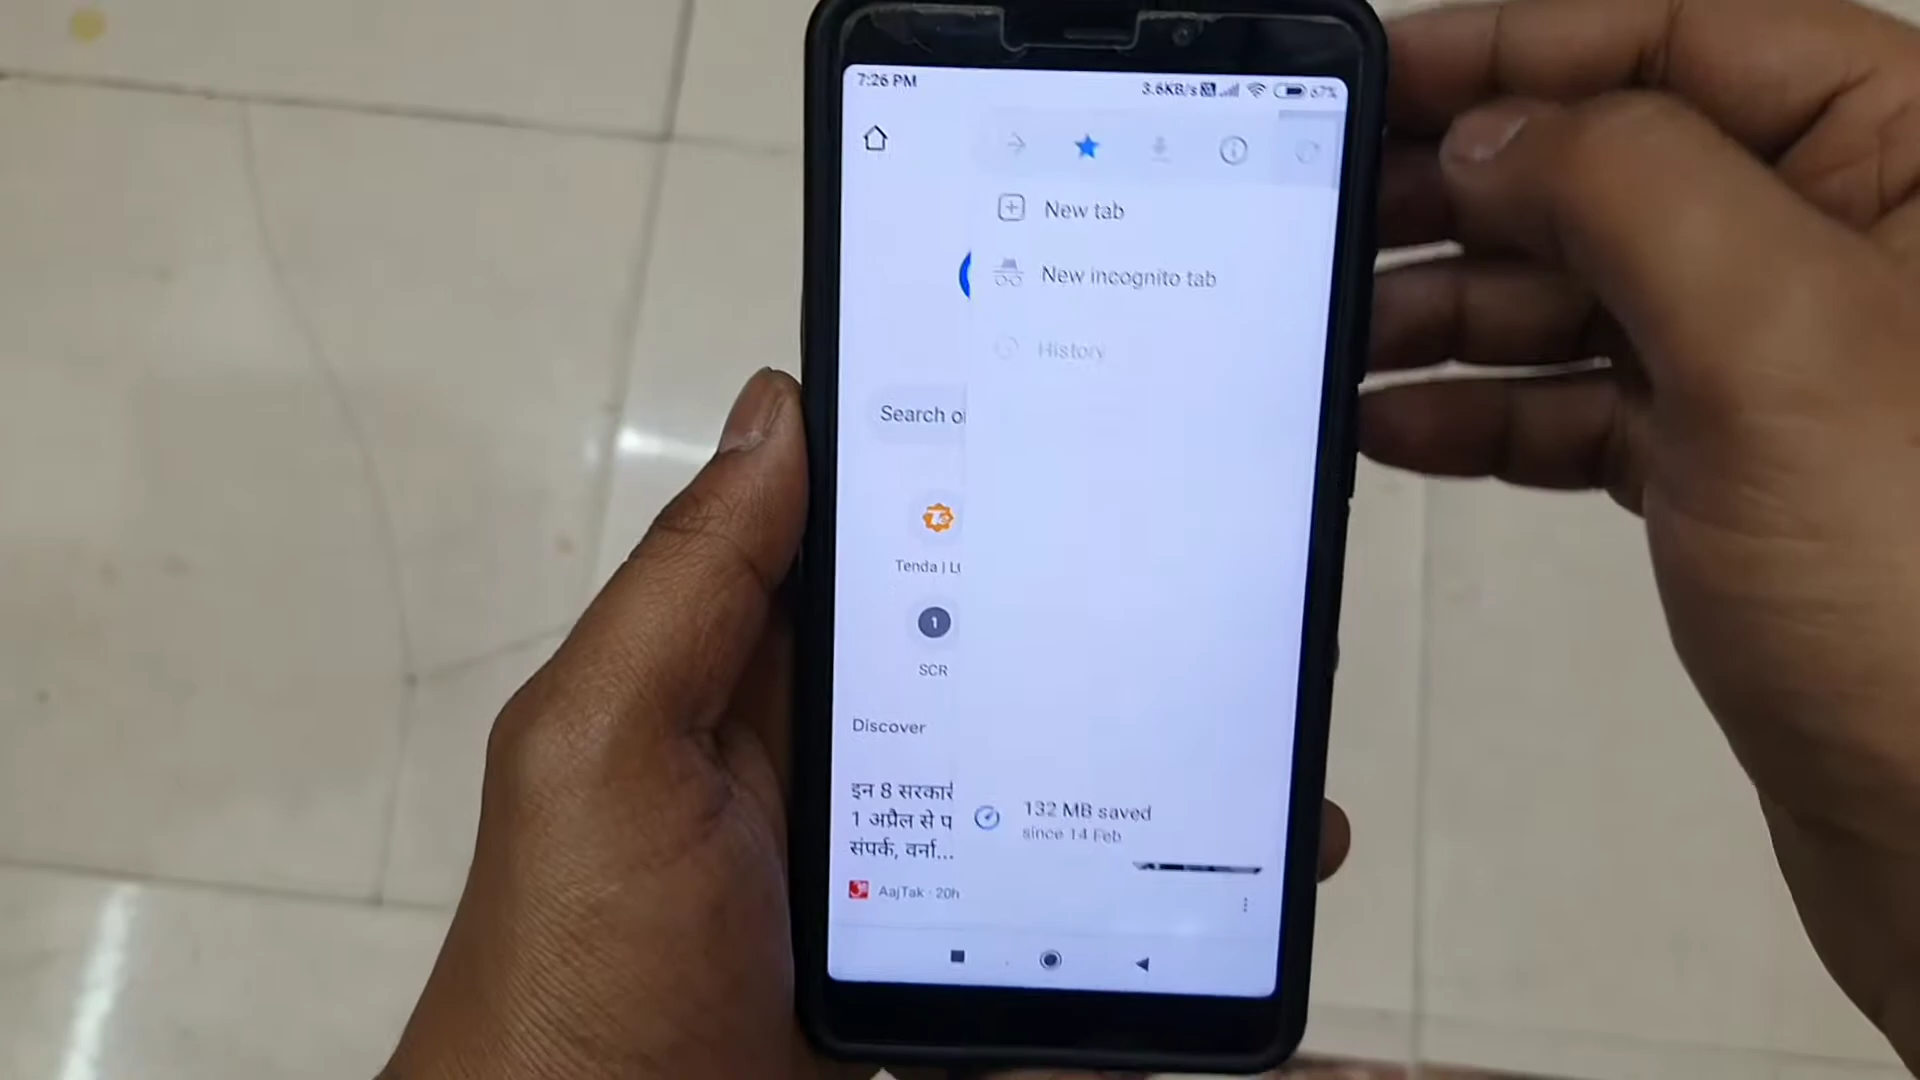 7:26 PM
3.6KB/s
67%
New tab
New incognito tab
History
Search o
Tenda | L
1
SCR
Discover
इन 8 सरकारी
1 अप्रैल से प
संपर्क, वर्ना...
AajTak · 20h
132 MB saved
since 14 Feb